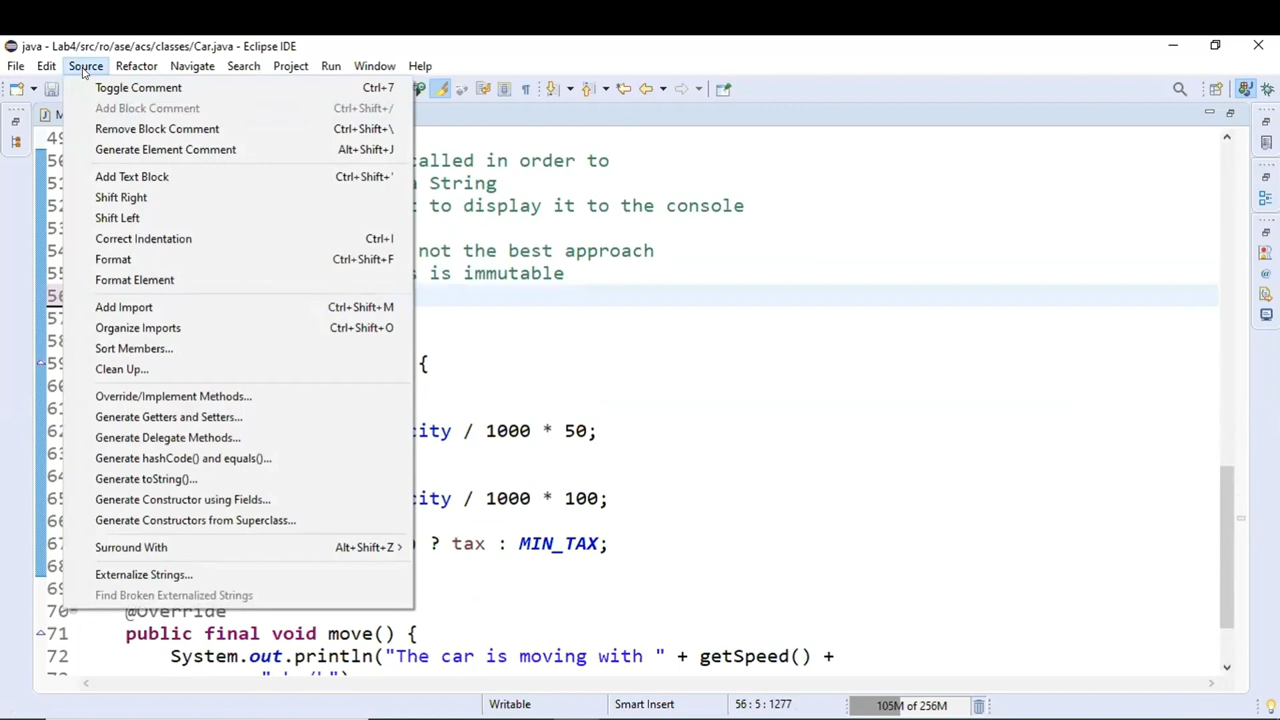 java - Lab4/src/ro/ase/acs/classes/Car.java - Eclipse IDE
File Edit Source Refactor Navigate Search Project Run Window Help
Toggle Comment Ctrl+7
Add Block Comment Ctrl+Shift+/
Remove Block Comment Ctrl+Shift+\
Generate Element Comment Alt+Shift+J
Add Text Block Ctrl+Shift+'
Shift Right
Shift Left
Correct Indentation Ctrl+I
Format Ctrl+Shift+F
Format Element
Add Import Ctrl+Shift+M
Organize Imports Ctrl+Shift+O
Sort Members...
Clean Up...
Override/Implement Methods...
Generate Getters and Setters...
Generate Delegate Methods...
Generate hashCode() and equals()...
Generate toString()...
Generate Constructor using Fields...
Generate Constructors from Superclass...
Surround With Alt+Shift+Z >
Externalize Strings...
Find Broken Externalized Strings
called in order to
String
to display it to the console
not the best approach
is immutable
{
/ 1000 * 50;
/ 1000 * 100;
? tax : MIN_TAX;
70 @Override
71 public final void move() {
72 System.out.println("The car is moving with " + getSpeed() +
Writable Smart Insert 56 : 5 : 1277 105M of 256M